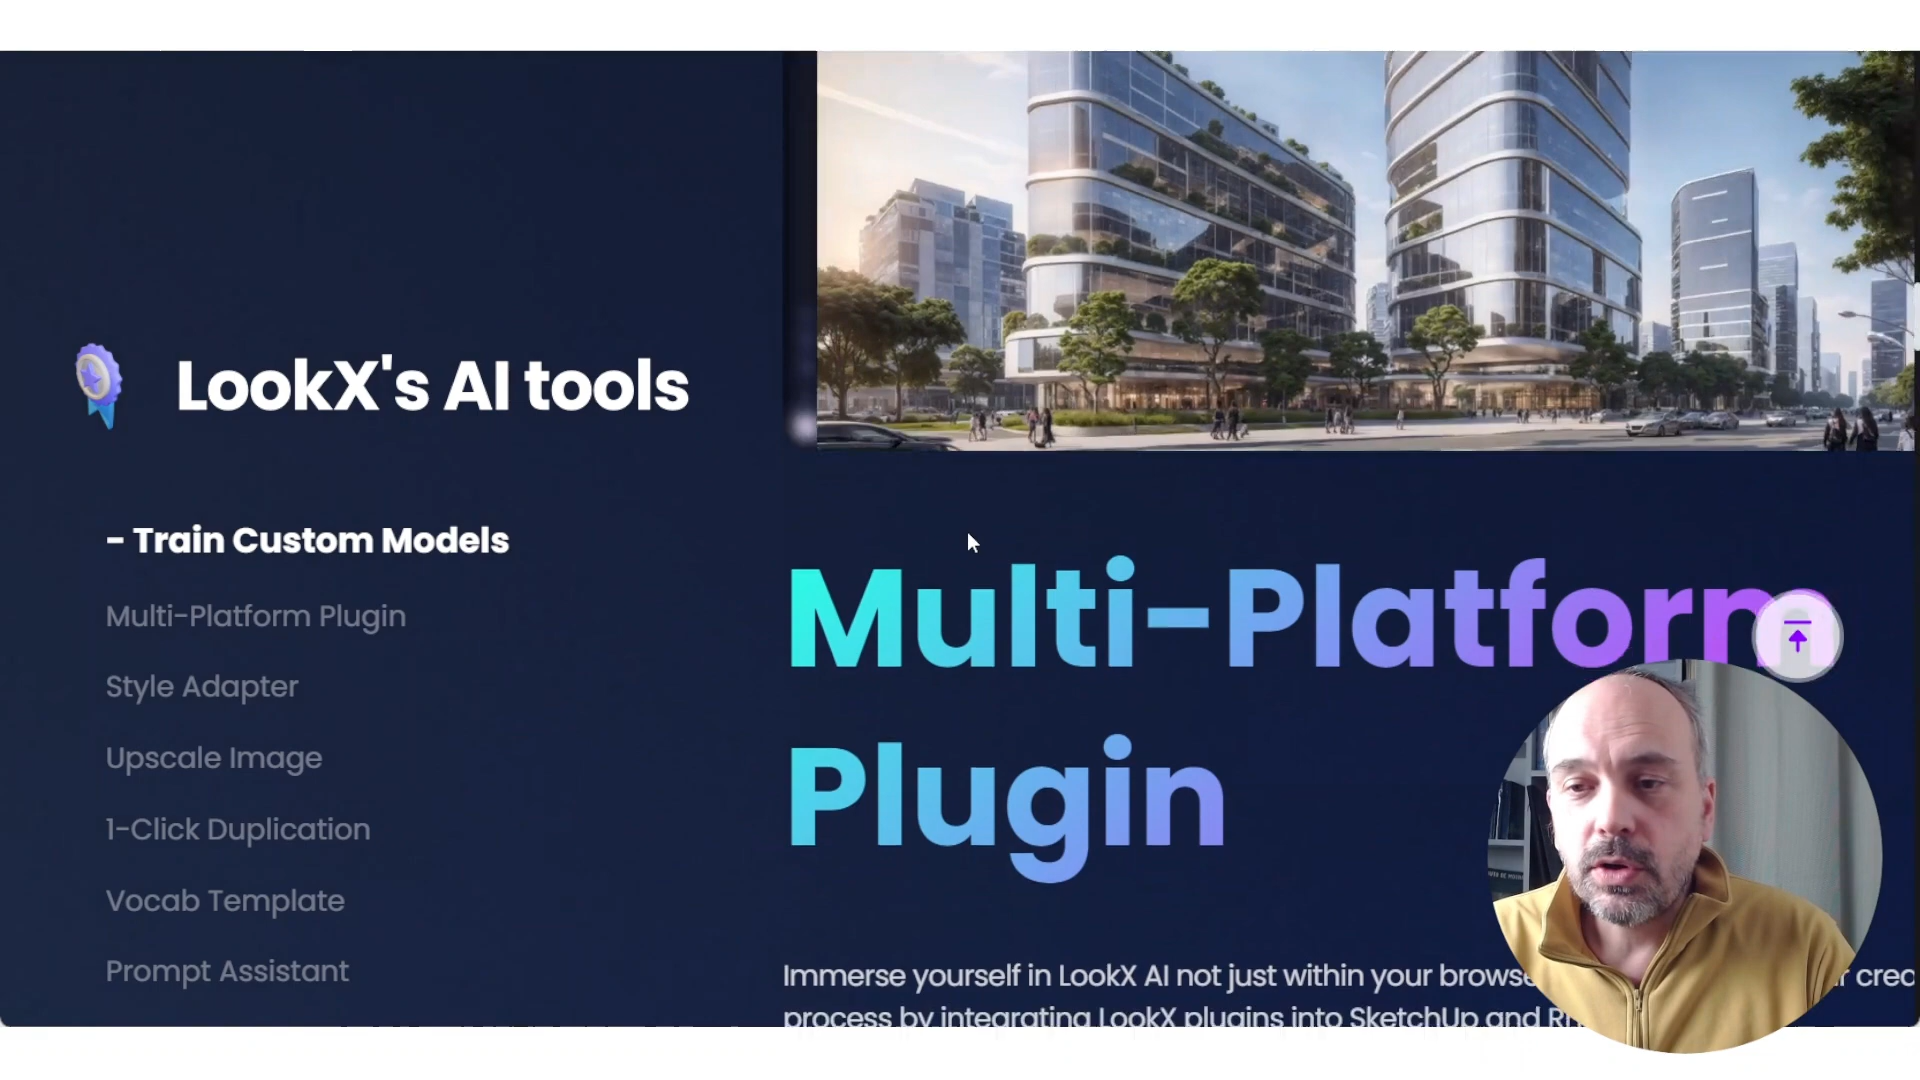 LookX's AI tools
- Train Custom Models
Multi-Platform Plugin
Style Adapter
Upscale Image
1-Click Duplication
Vocab Template
Prompt Assistant
Multi-Platform
Plugin
Immerse yourself in LookX AI not just within your
process by integrating LookX plugins into SketchUp and